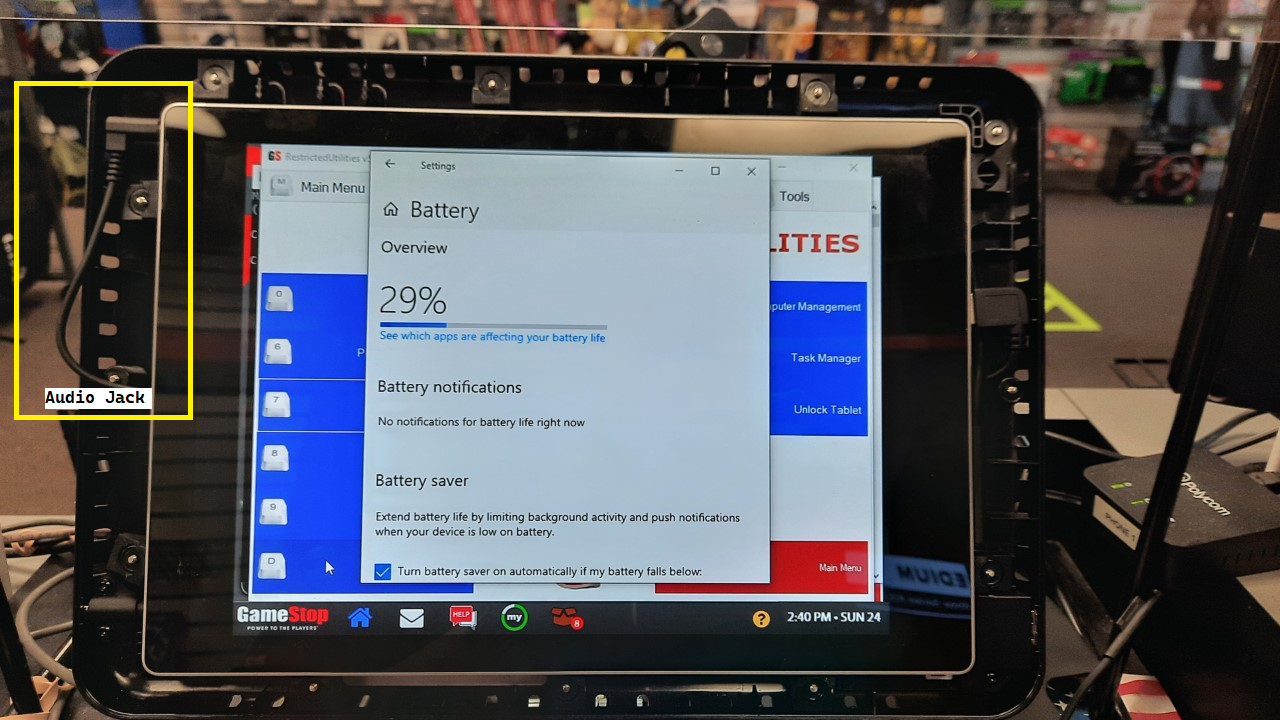 GS RestrictedUtilities
Settings
M Main Menu
Tools
Battery
Overview
LITIES
29%
See which apps are affecting your battery life
0
puter Management
6
P
Task Manager
Battery notifications
7
Unlock Tablet
No notifications for battery life right now
8
Battery saver
9
Extend battery life by limiting background activity and push notifications
when your device is low on battery.
D
Turn battery saver on automatically if my battery falls below:
Main Menu
GameStop
POWER TO THE PLAYERS
HELP
my
8
?
2:40 PM • SUN 24
Audio Jack
Polycom
PHONE 1
GameStop